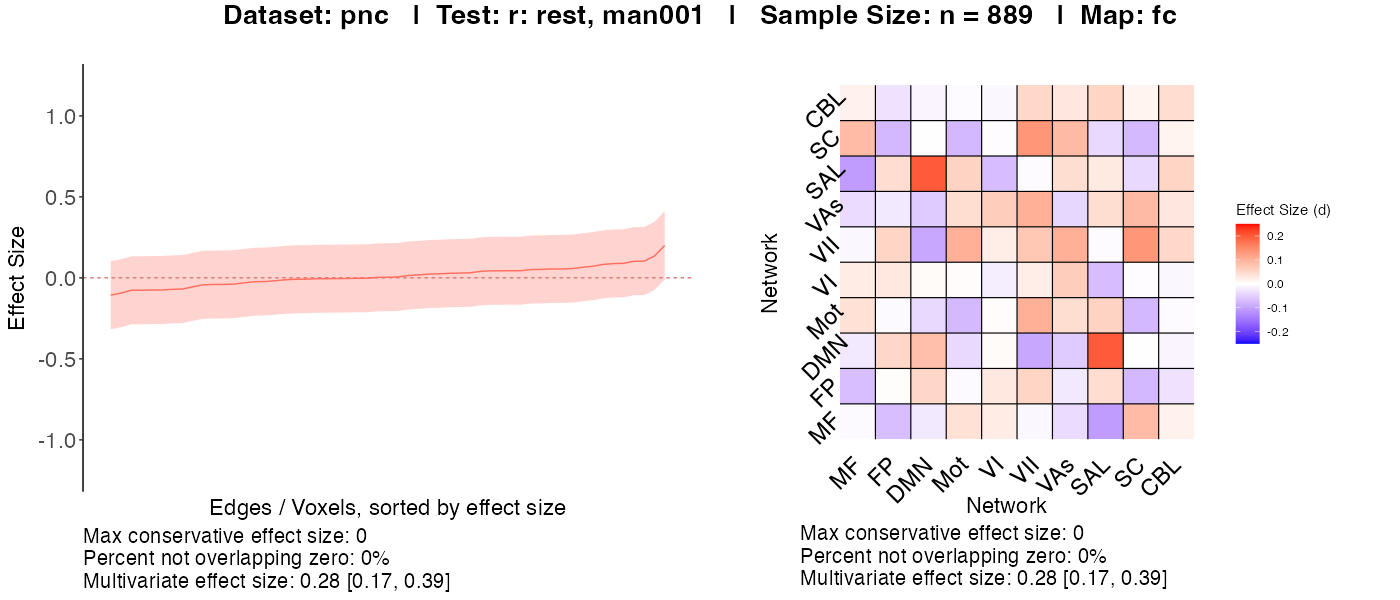 Dataset: pnc | Test: r: rest, man001 | Sample Size: n = 889 | Map: fc
Effect Size
1.0
0.5
0.0
-0.5
-1.0
Edges / Voxels, sorted by effect size
Max conservative effect size: 0
Percent not overlapping zero: 0%
Multivariate effect size: 0.28 [0.17, 0.39]
Network
CBL
SC
SAL
VAs
VII
VI
Mot
DMN
FP
MF
MF FP DMN Mot VI VII VAs SAL SC CBL
Network
Max conservative effect size: 0
Percent not overlapping zero: 0%
Multivariate effect size: 0.28 [0.17, 0.39]
Effect Size (d)
0.2
0.1
0.0
-0.1
-0.2